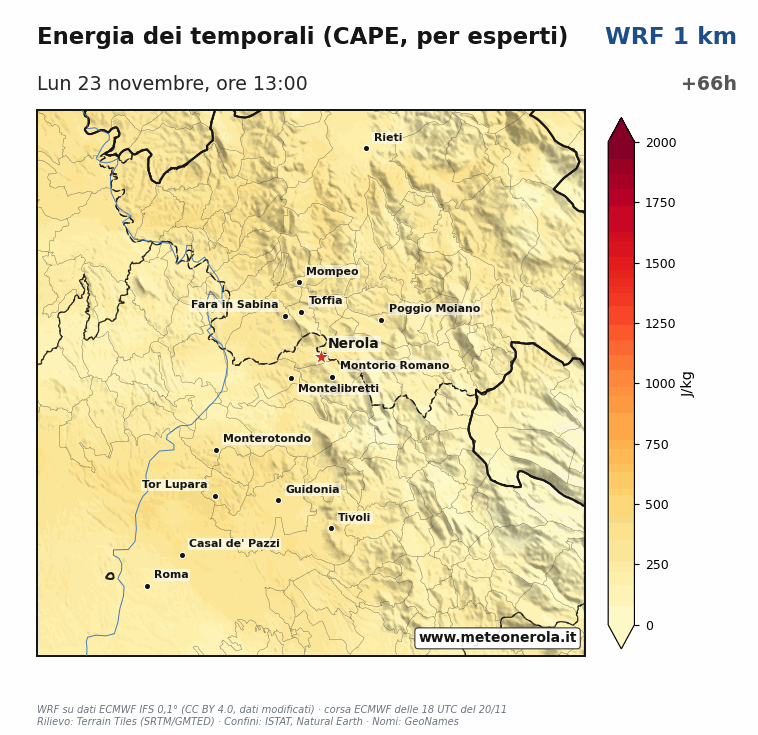 Energia dei temporali (CAPE, per esperti) WRF 1 km
Lun 23 novembre, ore 13:00 +66h
Rieti
Mompeo
Toffia
Fara in Sabina
Poggio Moiano
Nerola
Montorio Romano
Montelibretti
Monterotondo
Tor Lupara
Guidonia
Tivoli
Casal de' Pazzi
Roma
www.meteonerola.it
2000
1750
1500
1250
1000
750
500
250
0
J/kg
WRF su dati ECMWF IFS 0,1° (CC BY 4.0, dati modificati) · corsa ECMWF delle 18 UTC del 20/11
Rilievo: Terrain Tiles (SRTM/GMTED) · Confini: ISTAT, Natural Earth · Nomi: GeoNames